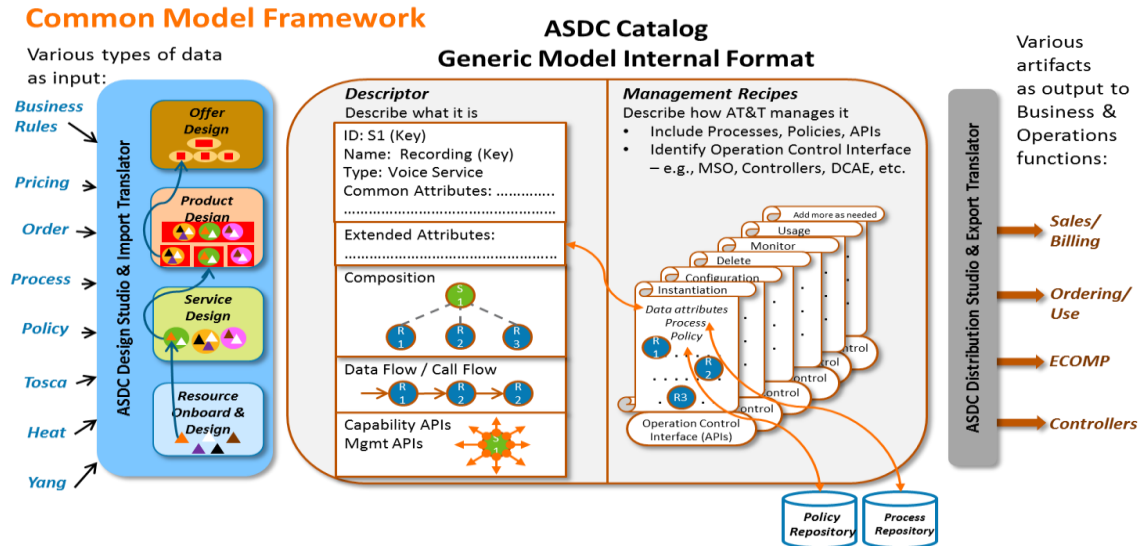 Common Model Framework
ASDC Catalog
Generic Model Internal Format
Various types of data
as input:
Business
Rules
Pricing
Order
Process
Policy
Tosca
Heat
Yang
ASDC Design Studio & Import Translator
Offer
Design
Product
Design
Service
Design
Resource
Onboard &
Design
Descriptor
Describe what it is
ID: S1 (Key)
Name: Recording (Key)
Type: Voice Service
Common Attributes: ..............
......................................................
Extended Attributes:
......................................................
Composition
S
1
R
1
R
2
R
3
Data Flow / Call Flow
R
1
R
2
R
2
Capability APIs
Mgmt APIs
S
1
Management Recipes
Describe how AT&T manages it
• Include Processes, Policies, APIs
• Identify Operation Control Interface
– e.g., MSO, Controllers, DCAE, etc.
Add more as needed
Usage
Monitor
Delete
Configuration
Instantiation
Data attributes
Process
Policy
R
1
R
2
R3
Operation Control
Interface (APIs)
ontrol
ontrol
ontrol
Policy
Repository
Process
Repository
ASDC Distribution Studio & Export Translator
Various
artifacts
as output to
Business &
Operations
functions:
Sales/
Billing
Ordering/
Use
ECOMP
Controllers